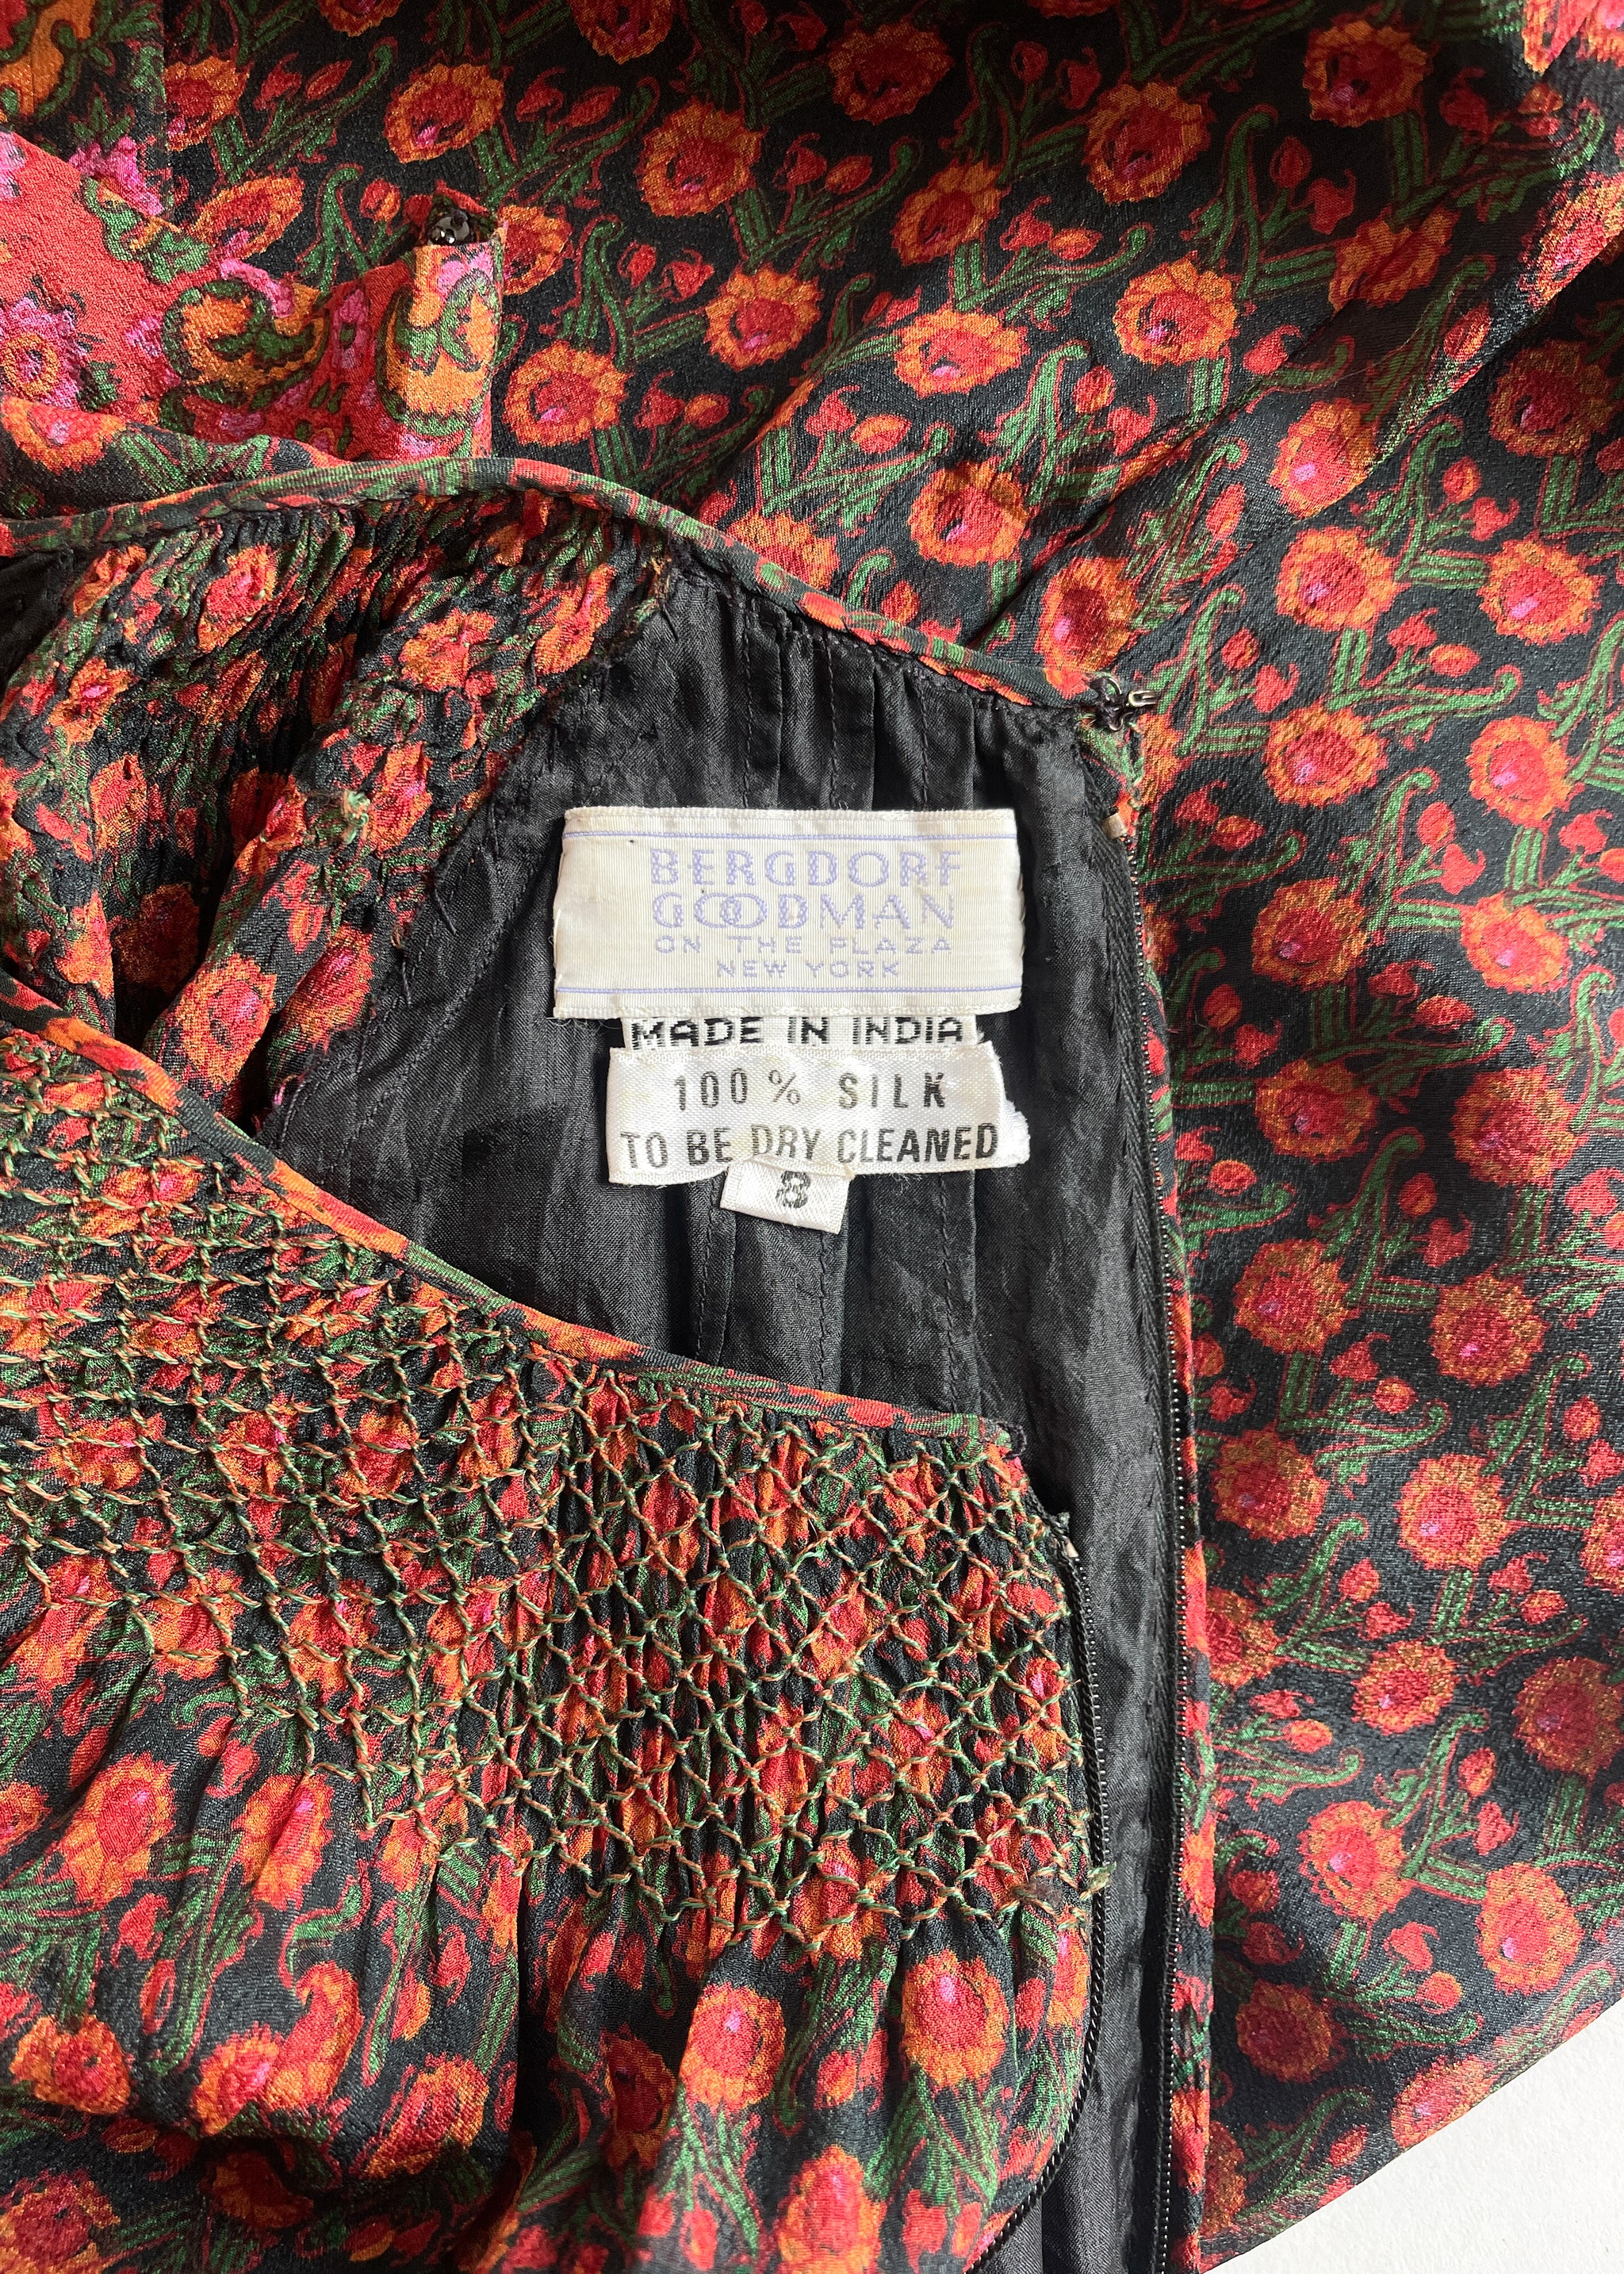 BERGDORF
GOODMAN
ON THE PLAZA
NEW YORK
MADE IN INDIA
100 % SILK
TO BE DRY CLEANED
8